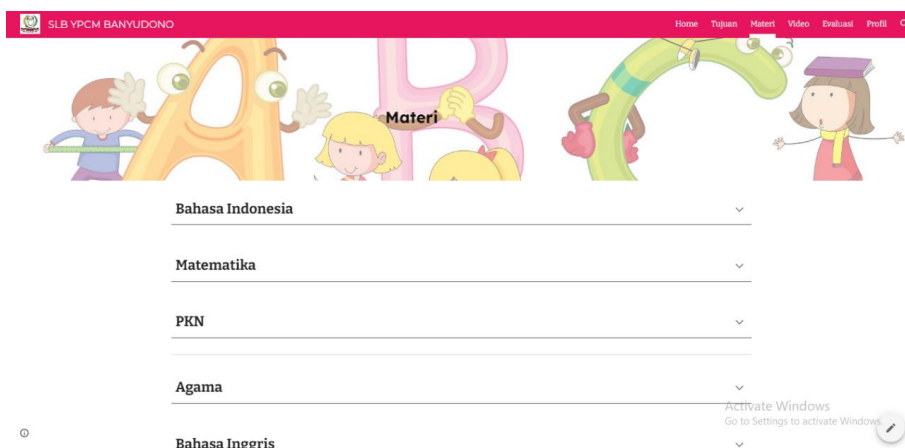 SLB YPCM BANYUDONO
Home Tujuan Materi Video Evaluasi Profil
Materi
Bahasa Indonesia
Matematika
PKN
Agama
Bahasa Inggris
Activate Windows
Go to Settings to activate Windows.